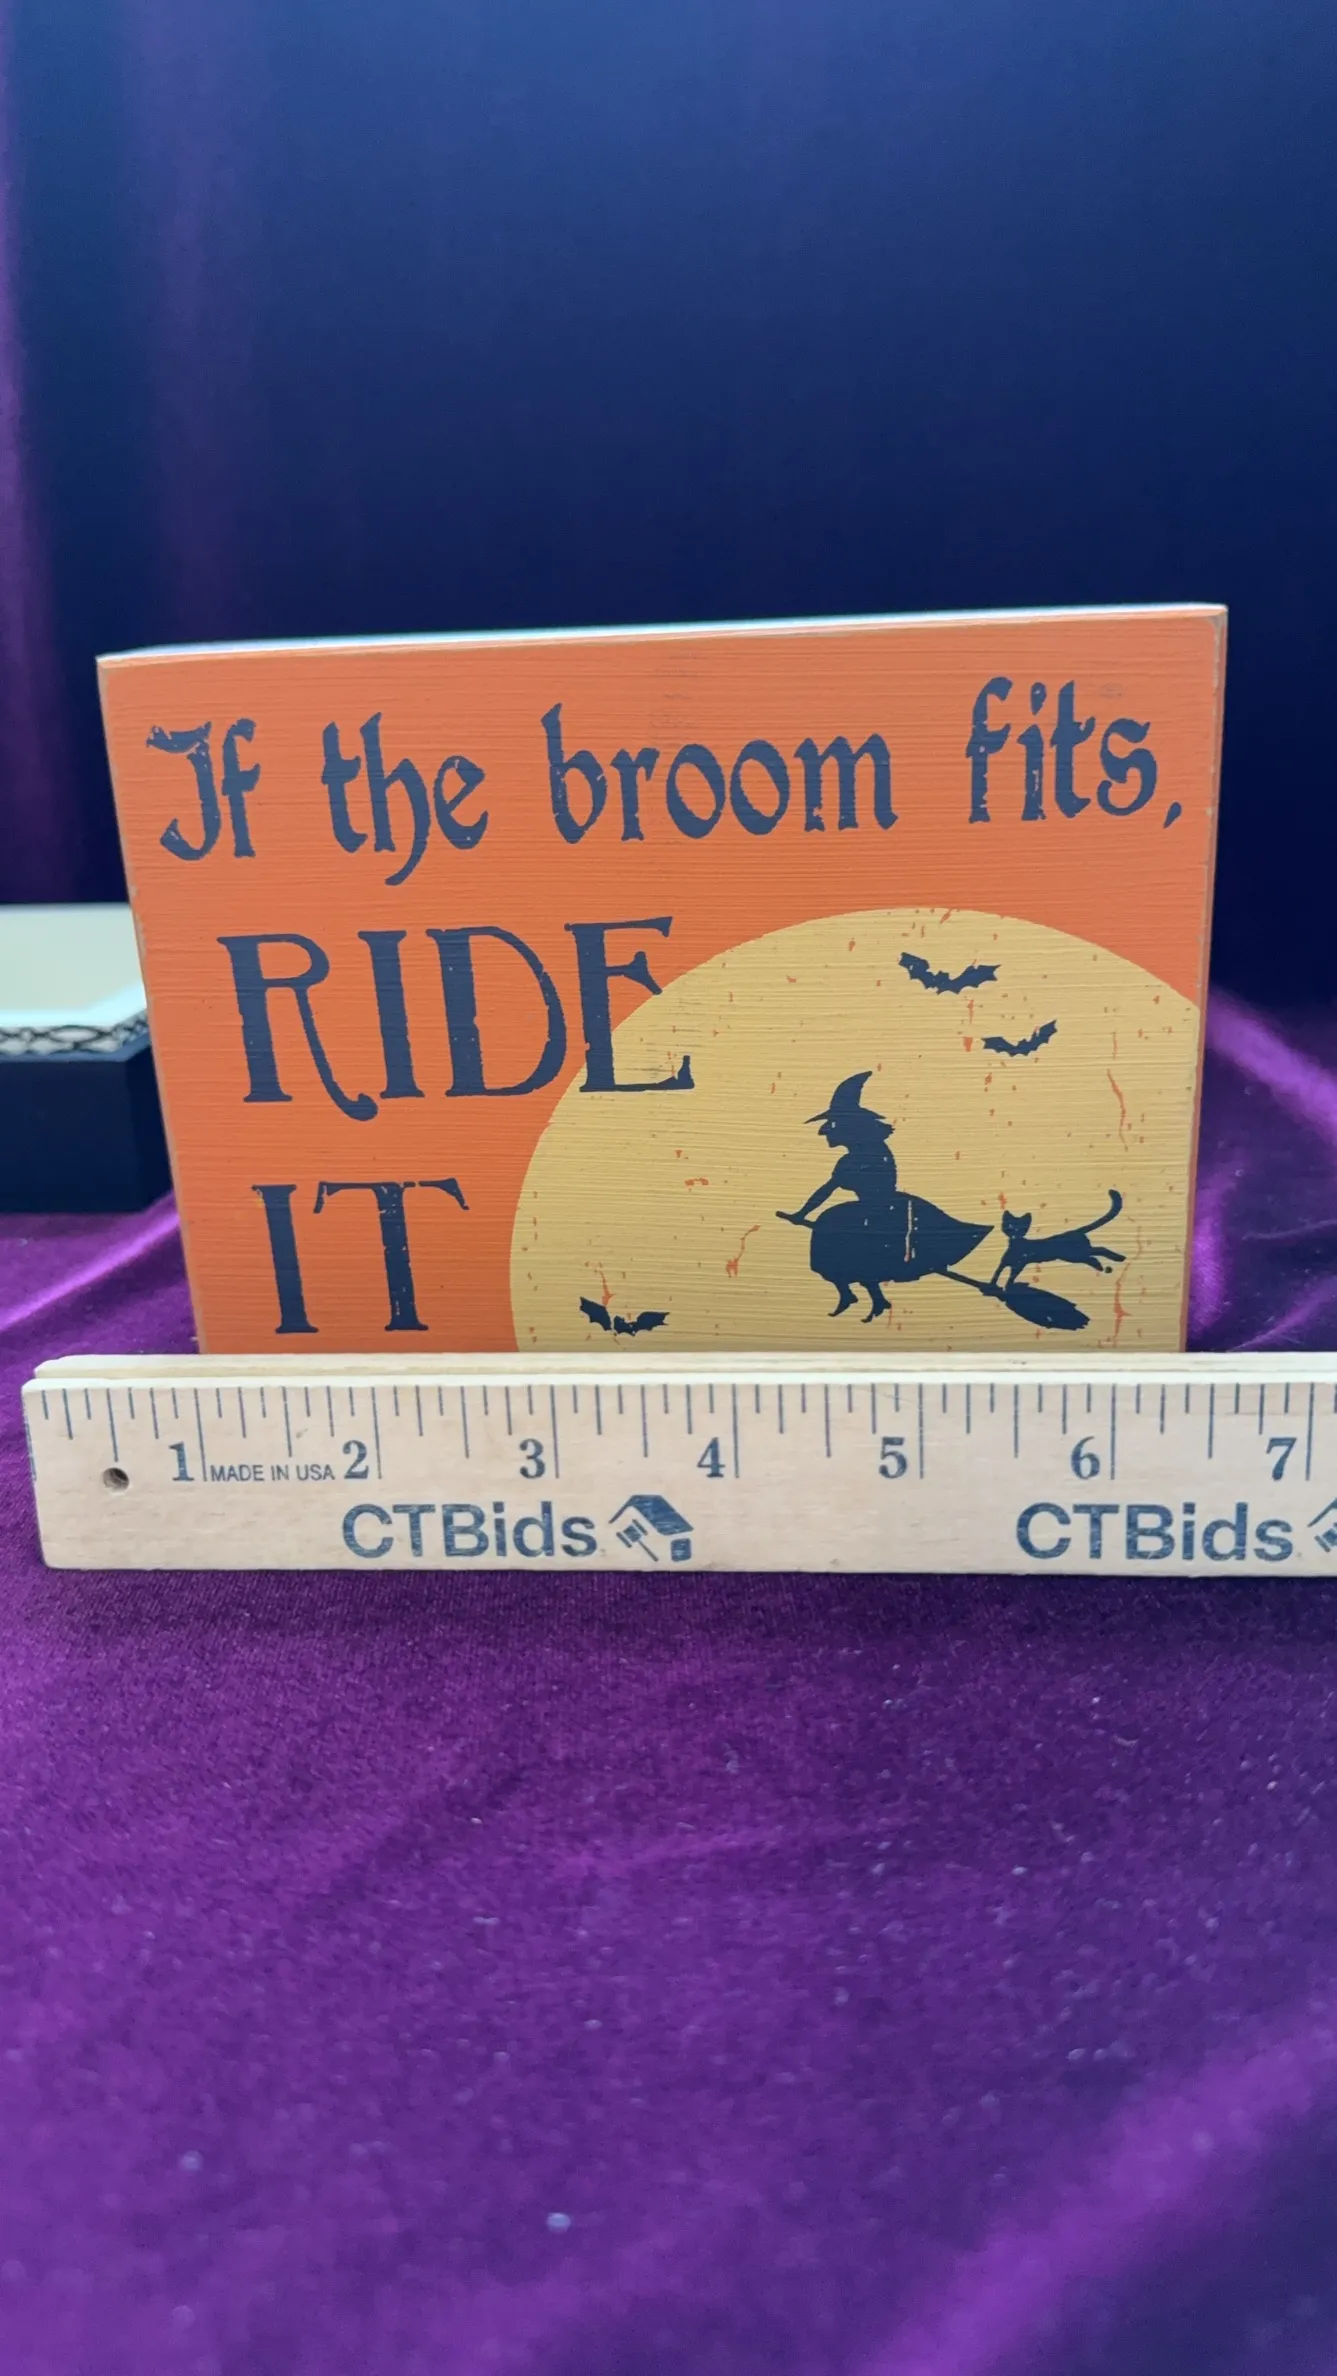 If the broom fits,
RIDE
IT
1 MADE IN USA 2 3 4 5 6 7
CTBids CTBids